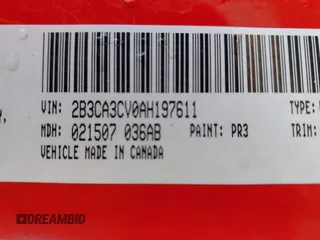 VIN: 2B3CA3CV0AH197611 TYPE:
MDH: 021507 036AB PAINT: PR3 TRIM:
VEHICLE MADE IN CANADA
DREAMBID